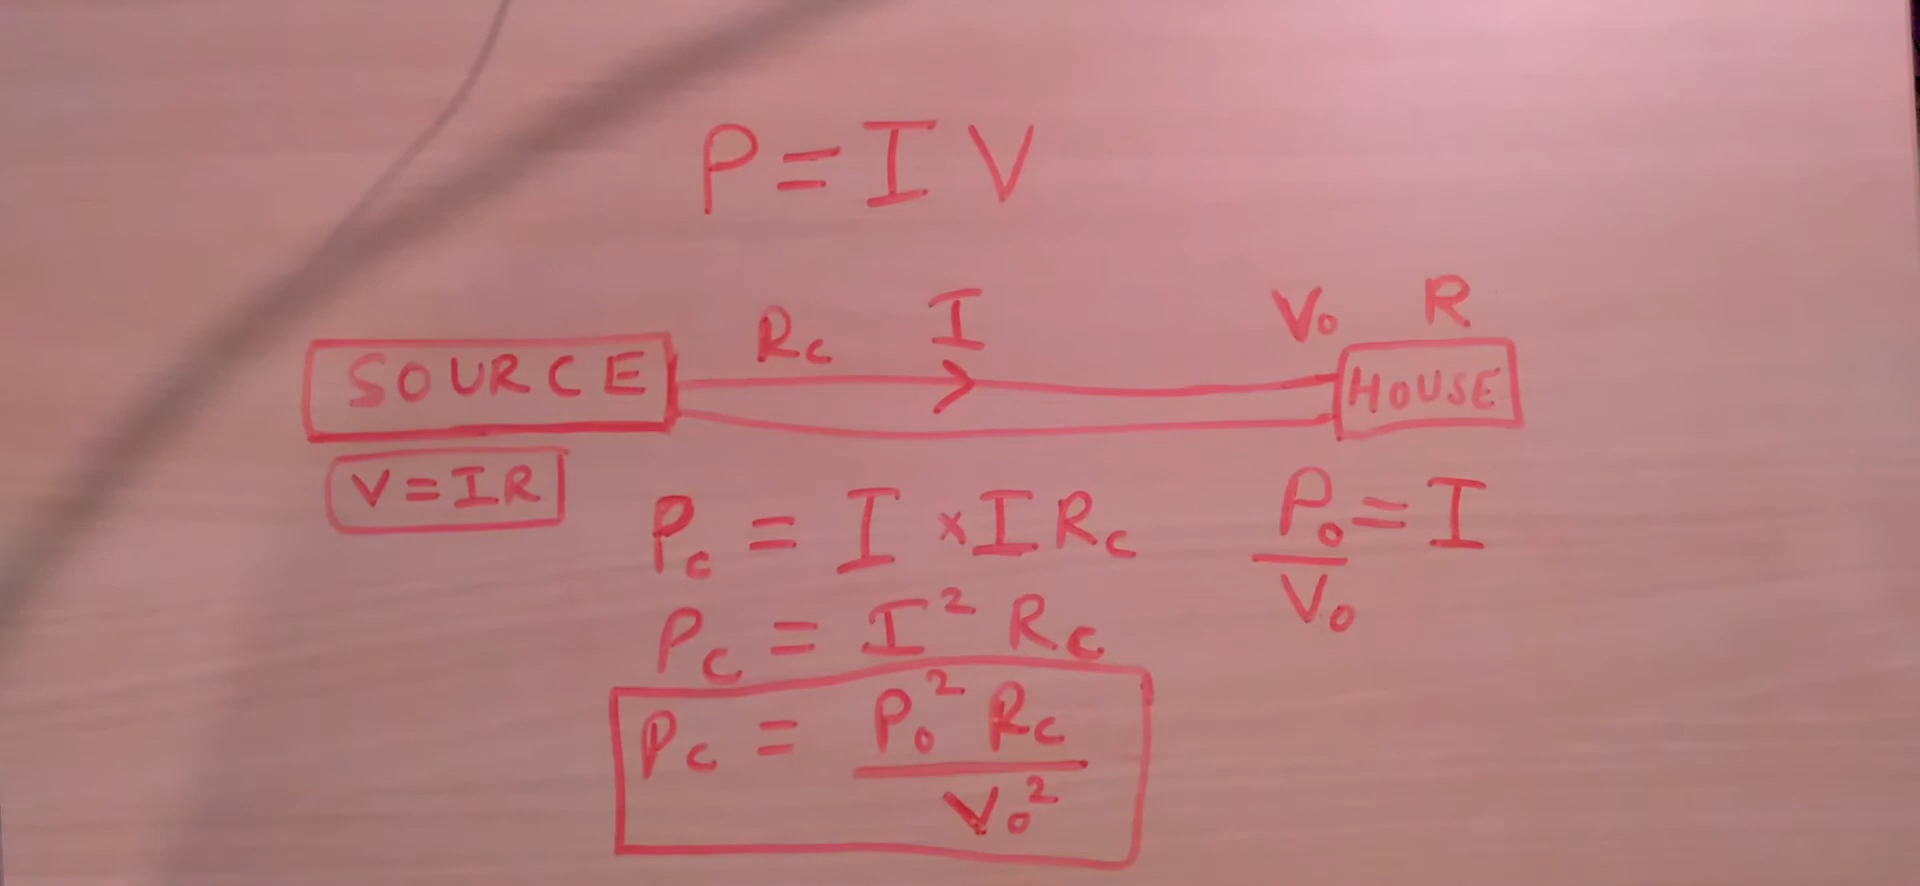 P = I V
Rc I V₀ R
SOURCE HOUSE
V = IR
Pc = I × I Rc
P₀/V₀ = I
Pc = I² Rc
Pc = P₀² Rc / V₀²